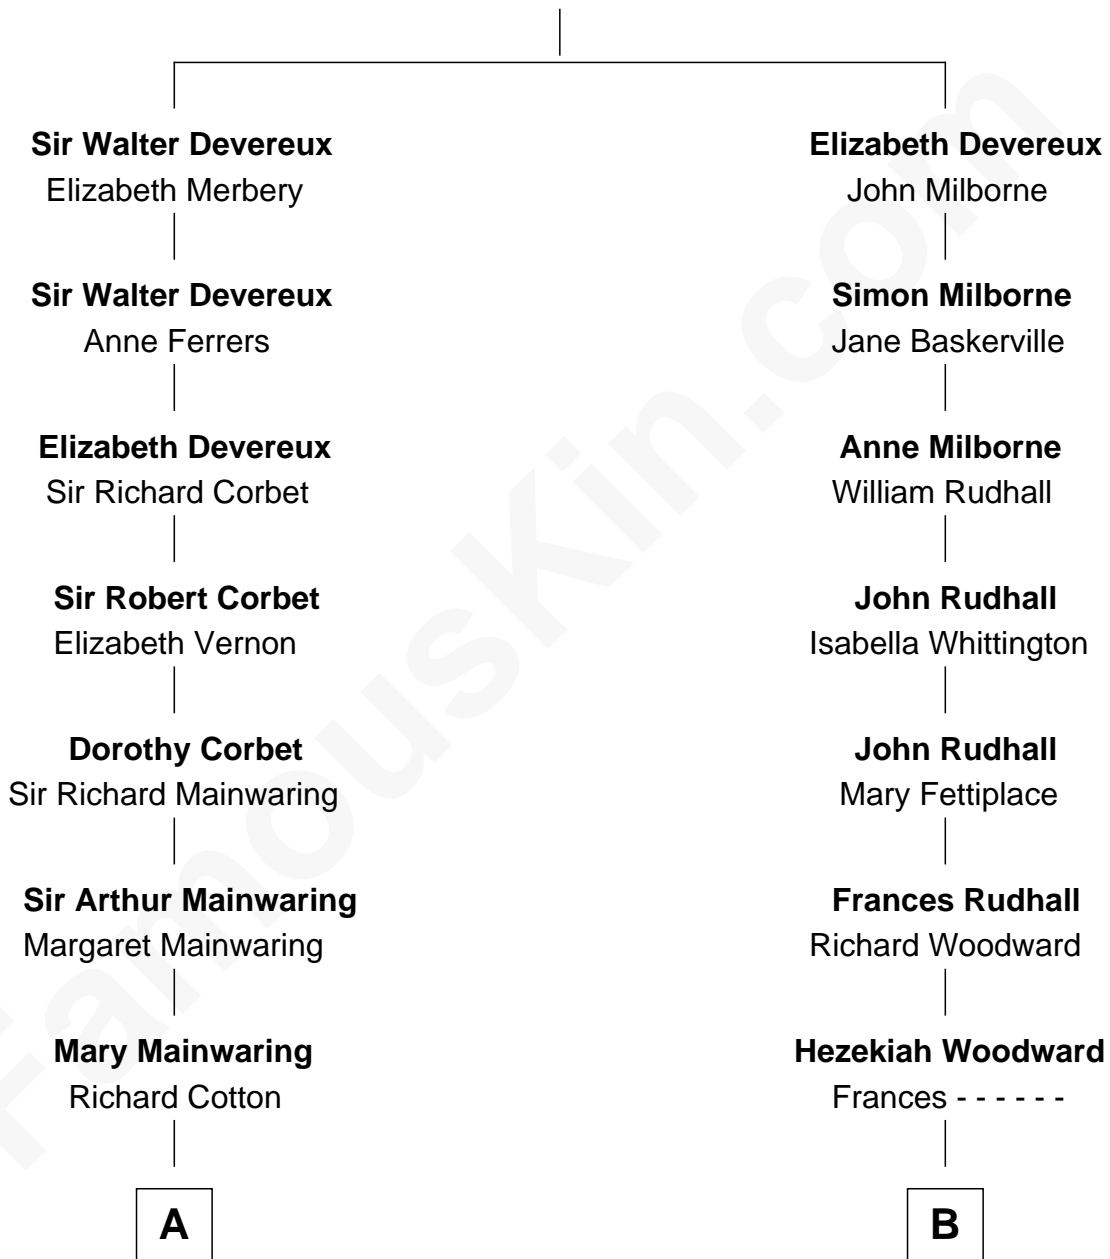 Sir Walter Devereux
Elizabeth Merbery
Sir Walter Devereux
Anne Ferrers
Elizabeth Devereux
Sir Richard Corbet
Sir Robert Corbet
Elizabeth Vernon
Dorothy Corbet
Sir Richard Mainwaring
Sir Arthur Mainwaring
Margaret Mainwaring
Mary Mainwaring
Richard Cotton
A
Elizabeth Devereux
John Milborne
Simon Milborne
Jane Baskerville
Anne Milborne
William Rudhall
John Rudhall
Isabella Whittington
John Rudhall
Mary Fettiplace
Frances Rudhall
Richard Woodward
Hezekiah Woodward
Frances - - - - - -
B
FamousKin.com